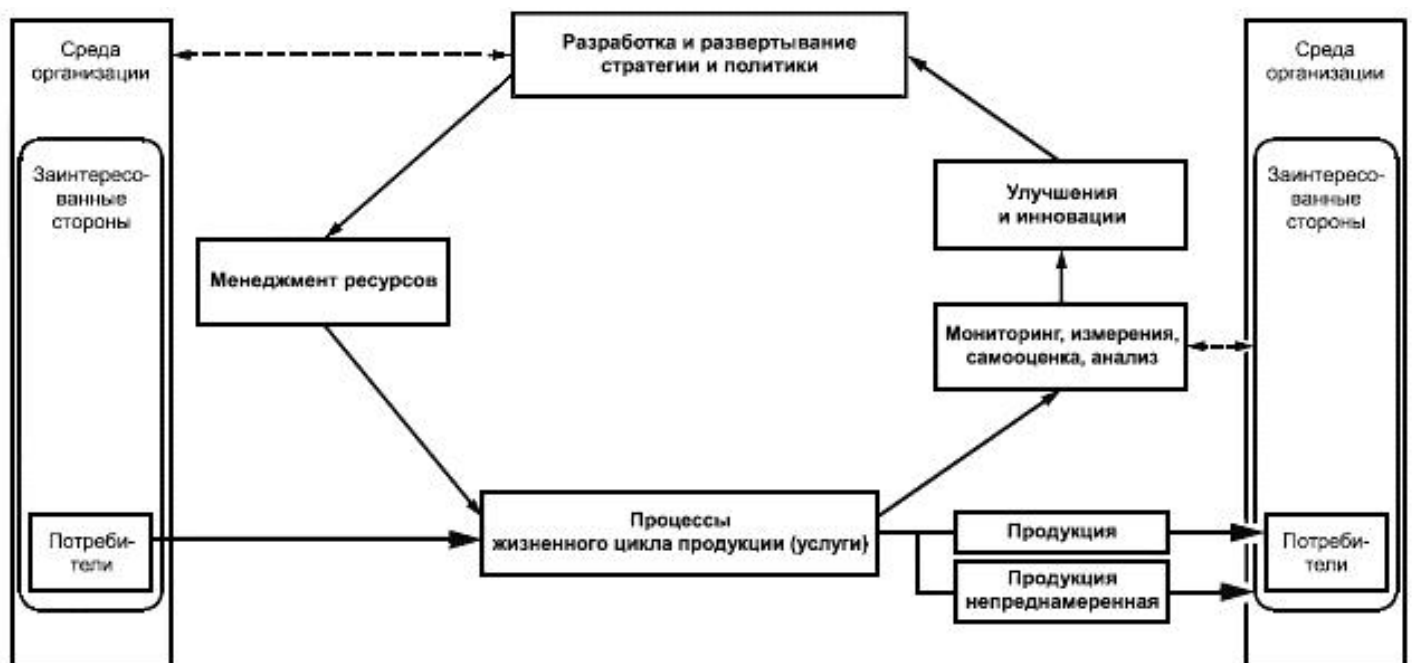 Среда
организации
Заинтересо-
ванные
стороны
Потреби-
тели
Разработка и развертывание
стратегии и политики
Менеджмент ресурсов
Процессы
жизненного цикла продукции (услуги)
Улучшения
и инновации
Мониторинг, измерения,
самооценка, анализ
Продукция
Продукция
непреднамеренная
Среда
организации
Заинтересо-
ванные
стороны
Потреби-
тели